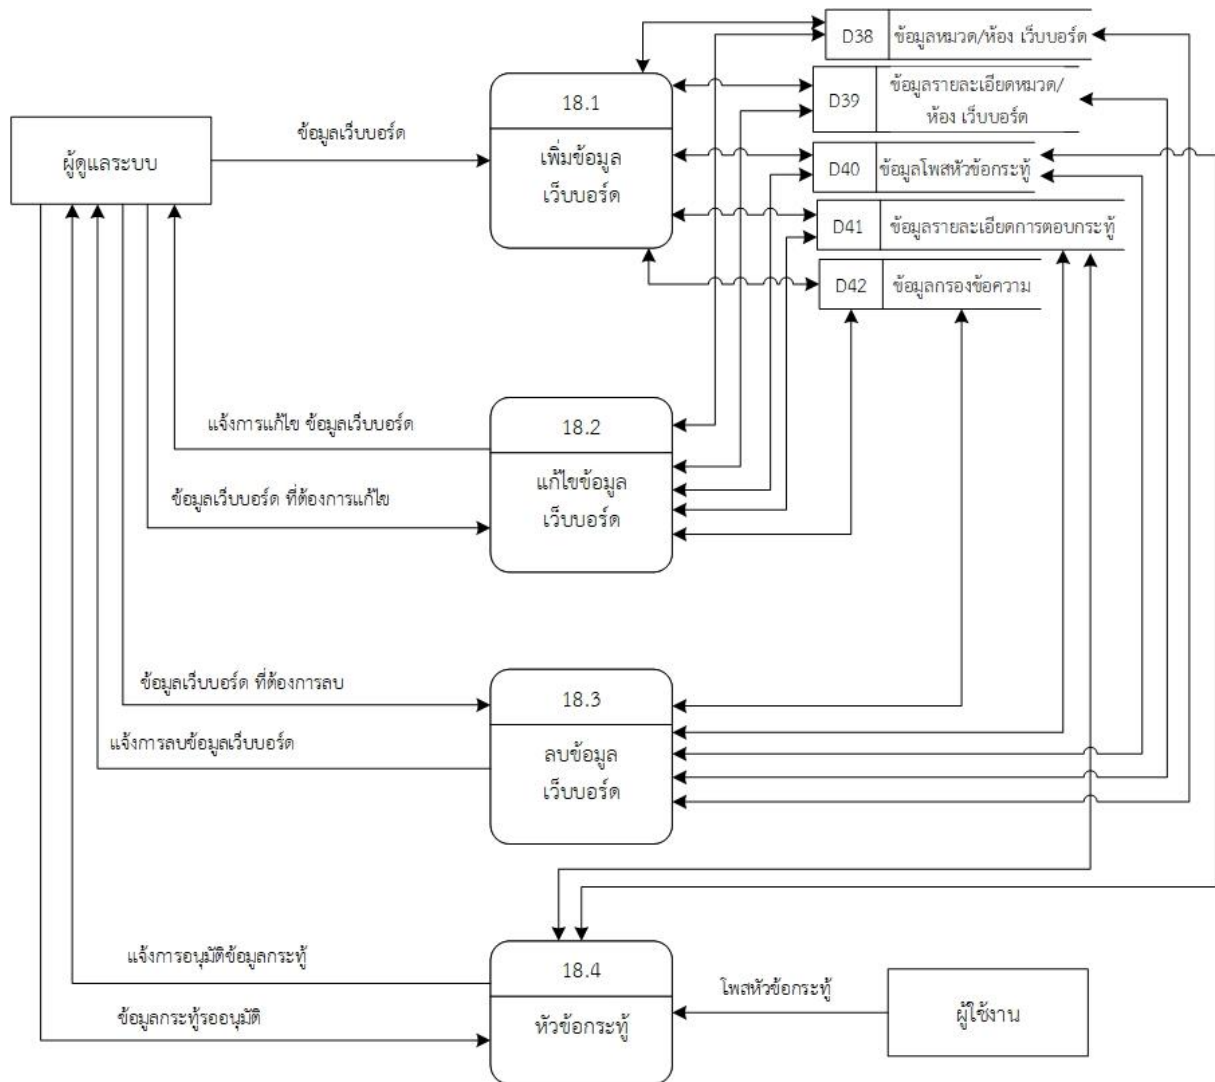 D38
ข้อมูลหมวด/ห้อง เว็บบอร์ด
18.1
D39
ข้อมูลรายละเอียดหมวด/
ห้อง เว็บบอร์ด
ข้อมูลเว็บบอร์ด
ผู้ดูแลระบบ
เพิ่มข้อมูล
เว็บบอร์ด
D40
ข้อมูลโพสหัวข้อกระทู้
D41
ข้อมูลรายละเอียดการตอบกระทู้
D42
ข้อมูลกรองข้อความ
แจ้งการแก้ไข ข้อมูลเว็บบอร์ด
18.2
แก้ไขข้อมูล
เว็บบอร์ด
ข้อมูลเว็บบอร์ด ที่ต้องการแก้ไข
ข้อมูลเว็บบอร์ด ที่ต้องการลบ
18.3
แจ้งการลบข้อมูลเว็บบอร์ด
ลบข้อมูล
เว็บบอร์ด
แจ้งการอนุมัติข้อมูลกระทู้
18.4
โพสหัวข้อกระทู้
ข้อมูลกระทู้รออนุมัติ
หัวข้อกระทู้
ผู้ใช้งาน